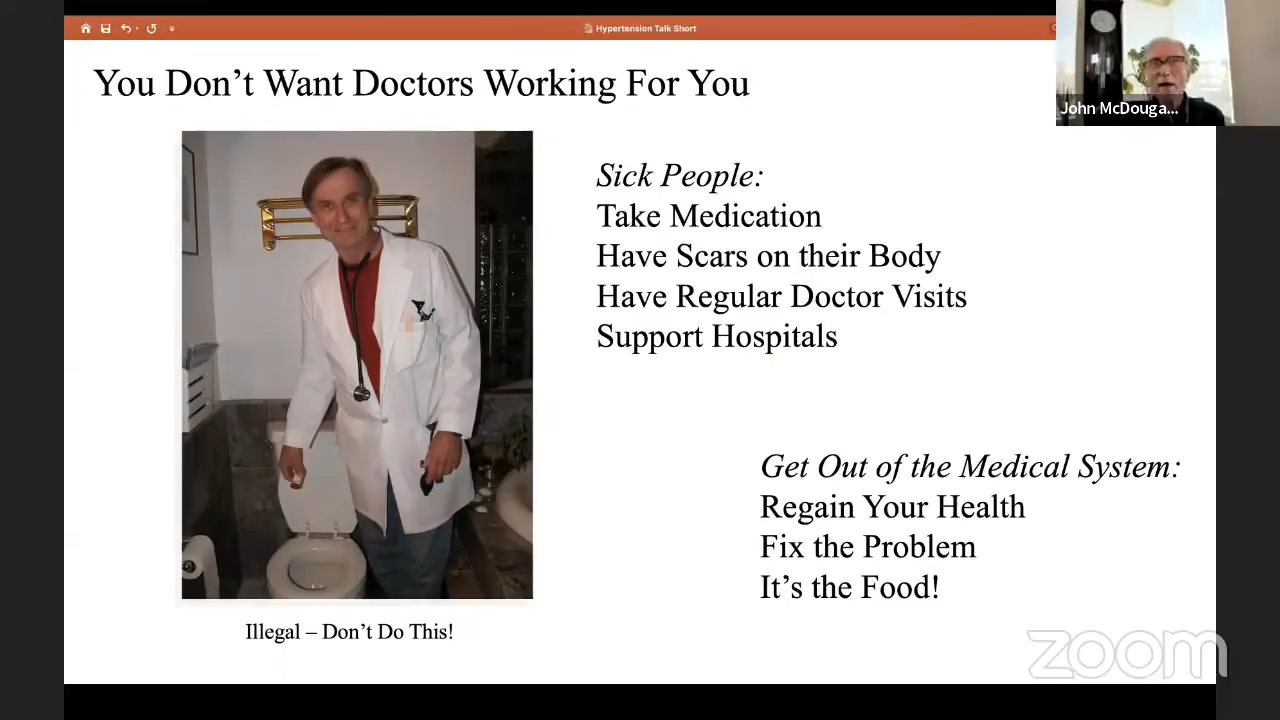 Hypertension Talk Short
You Don’t Want Doctors Working For You
John McDouga...
Sick People:
Take Medication
Have Scars on their Body
Have Regular Doctor Visits
Support Hospitals
Get Out of the Medical System:
Regain Your Health
Fix the Problem
It’s the Food!
Illegal – Don’t Do This!
zoom